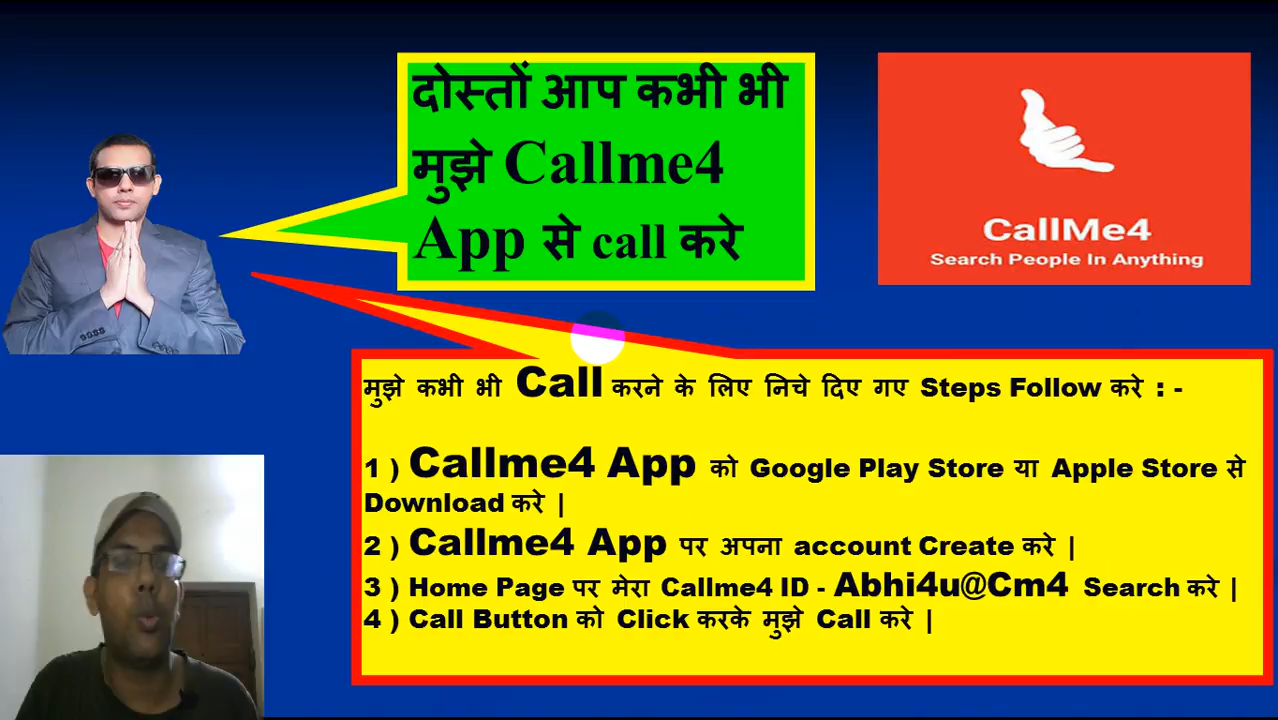 दोस्तों आप कभी भी
मुझे Callme4
App से call करे
CallMe4
Search People In Anything
मुझे कभी भी Call करने के लिए निचे दिए गए Steps Follow करे : -
1 ) Callme4 App को Google Play Store या Apple Store से
Download करे |
2 ) Callme4 App पर अपना account Create करे |
3 ) Home Page पर मेरा Callme4 ID - Abhi4u@Cm4 Search करे |
4 ) Call Button को Click करके मुझे Call करे |